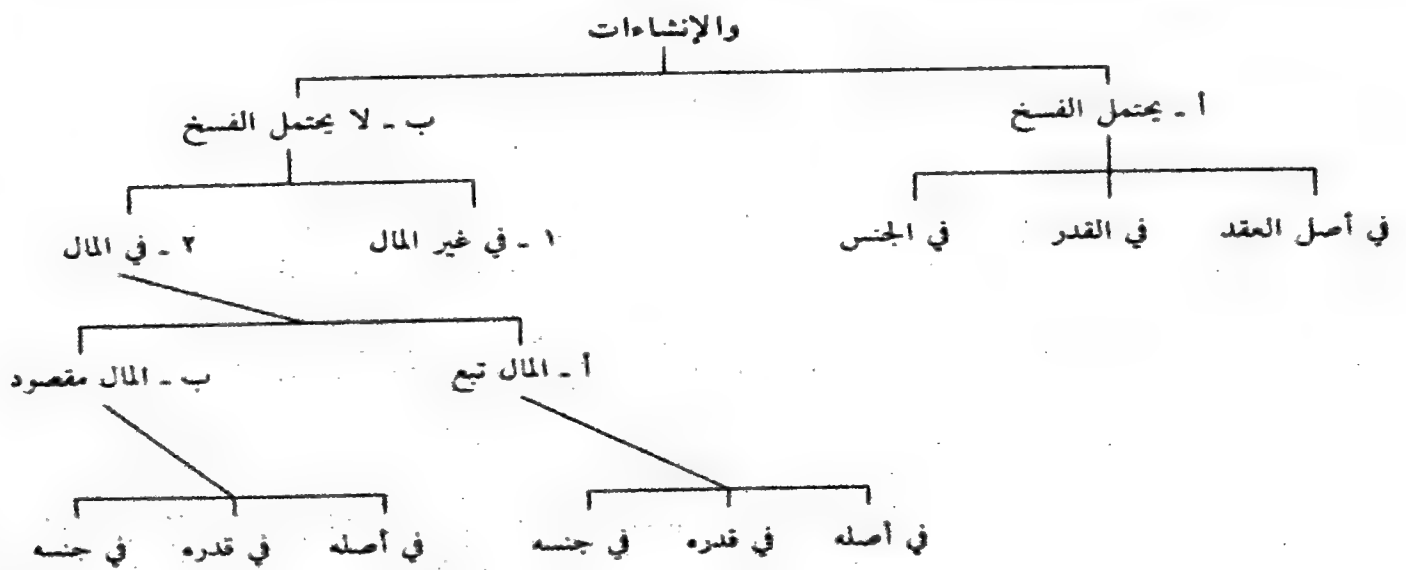 والإنشاءات
أ - يحتمل الفسخ
ب - لا يحتمل الفسخ
في أصل العقد
في القدر
في الجنس
١ - في غير المال
٢ - في المال
أ - المال تبع
ب - المال مقصود
في أصله
في قدره
في جنسه
في أصله
في قدره
في جنسه